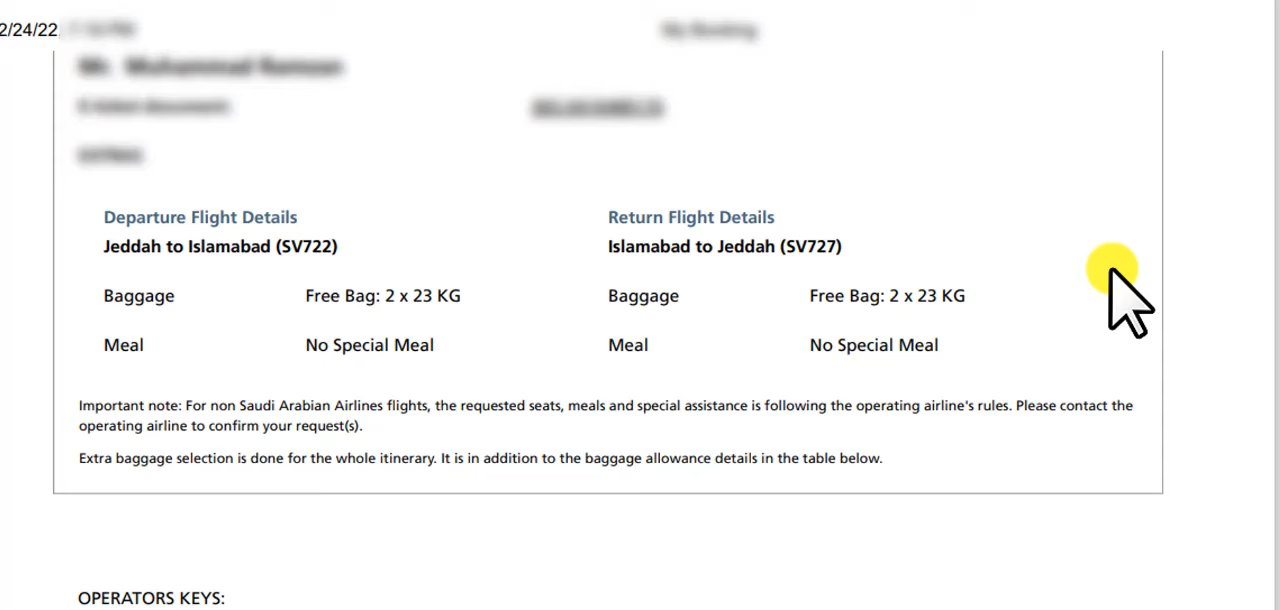 2/24/22
Departure Flight Details
Return Flight Details
Jeddah to Islamabad (SV722)
Islamabad to Jeddah (SV727)
Baggage
Free Bag: 2 x 23 KG
Baggage
Free Bag: 2 x 23 KG
Meal
No Special Meal
Meal
No Special Meal
Important note: For non Saudi Arabian Airlines flights, the requested seats, meals and special assistance is following the operating airline's rules. Please contact the
operating airline to confirm your request(s).
Extra baggage selection is done for the whole itinerary. It is in addition to the baggage allowance details in the table below.
OPERATORS KEYS: